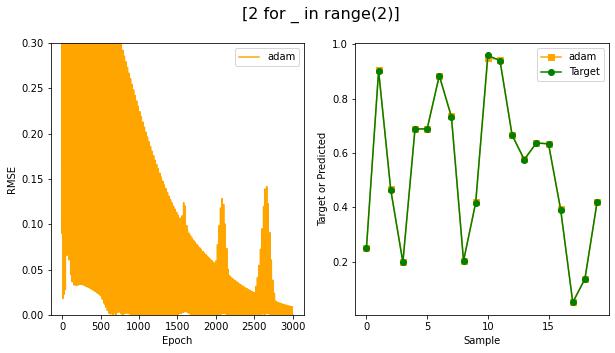 [2 for _ in range(2)]
0.30
0.25
0.20
0.15
0.10
0.05
0.00
RMSE
0 500 1000 1500 2000 2500 3000
Epoch
adam
1.0
0.8
0.6
0.4
0.2
Target or Predicted
0 5 10 15
Sample
adam
Target